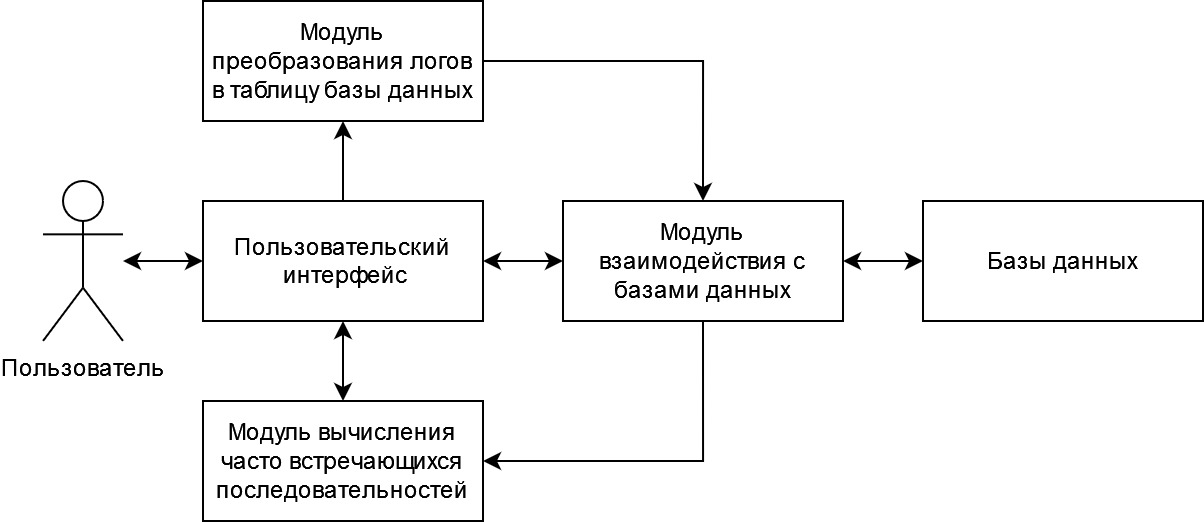 Модуль
преобразования логов
в таблицу базы данных
Пользователь
Пользовательский
интерфейс
Модуль
взаимодействия с
базами данных
Базы данных
Модуль вычисления
часто встречающихся
последовательностей